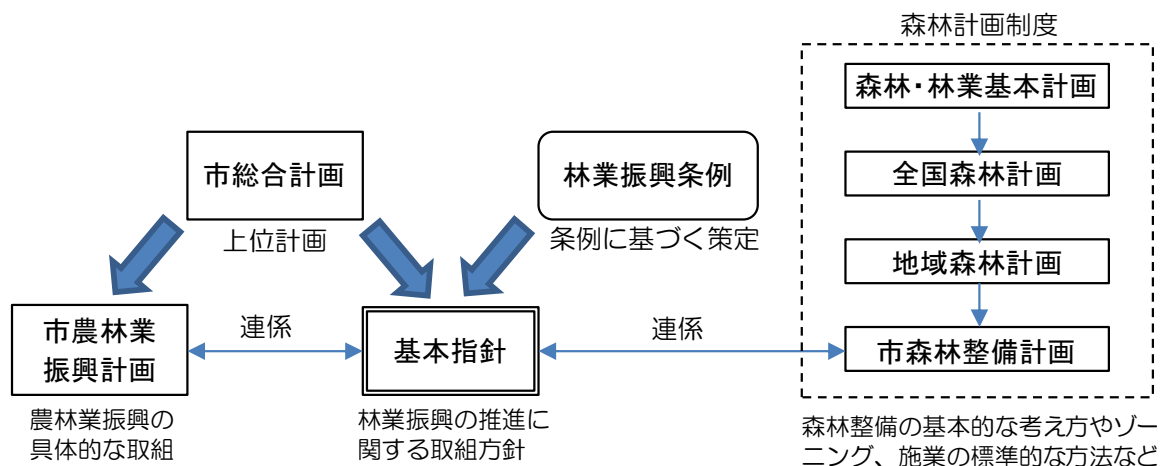 森林計画制度
森林・林業基本計画
市総合計画
林業振興条例
全国森林計画
上位計画
条例に基づく策定
地域森林計画
市農林業
振興計画
連係
基本指針
連係
市森林整備計画
農林業振興の
具体的な取組
林業振興の推進に
関する取組方針
森林整備の基本的な考え方やゾー
ニング、施業の標準的な方法など